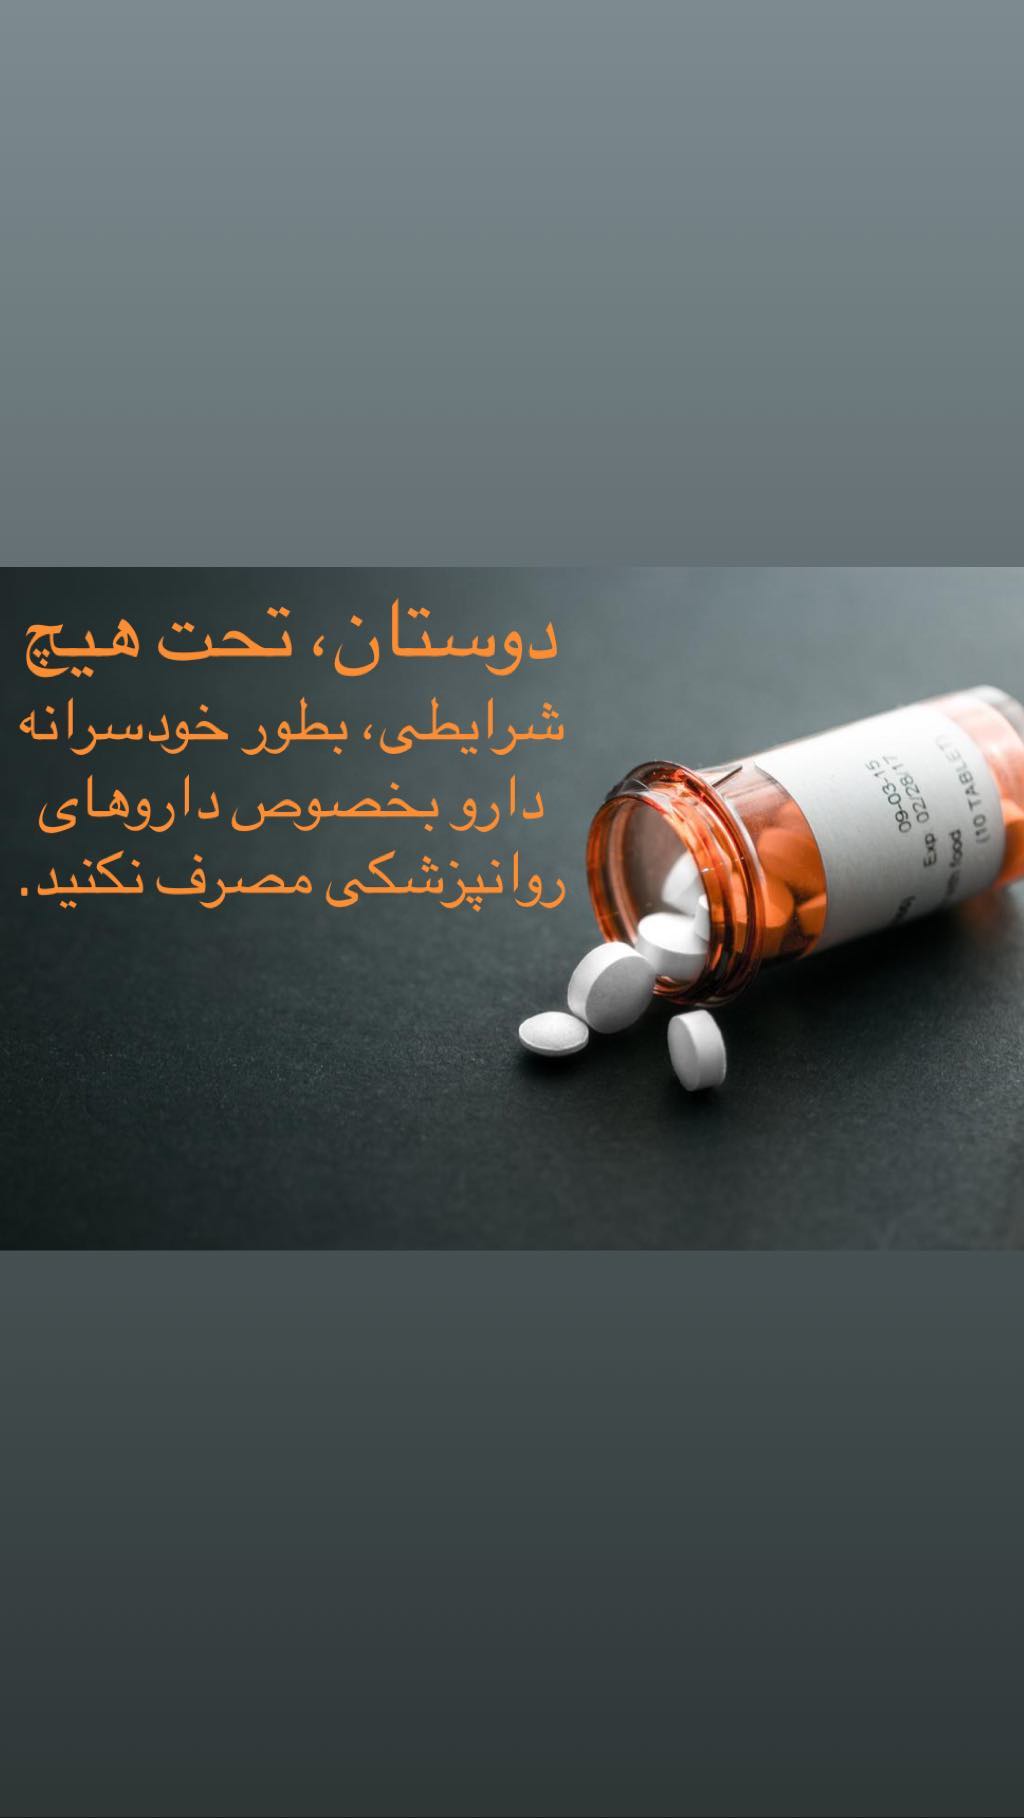 دوستان، تحت هیچ
شرایطی، بطور خودسرانه
دارو بخصوص داروهای
روانپزشکی مصرف نکنید.
09-03-15
Exp 02/28/17
food
(10 TABLET